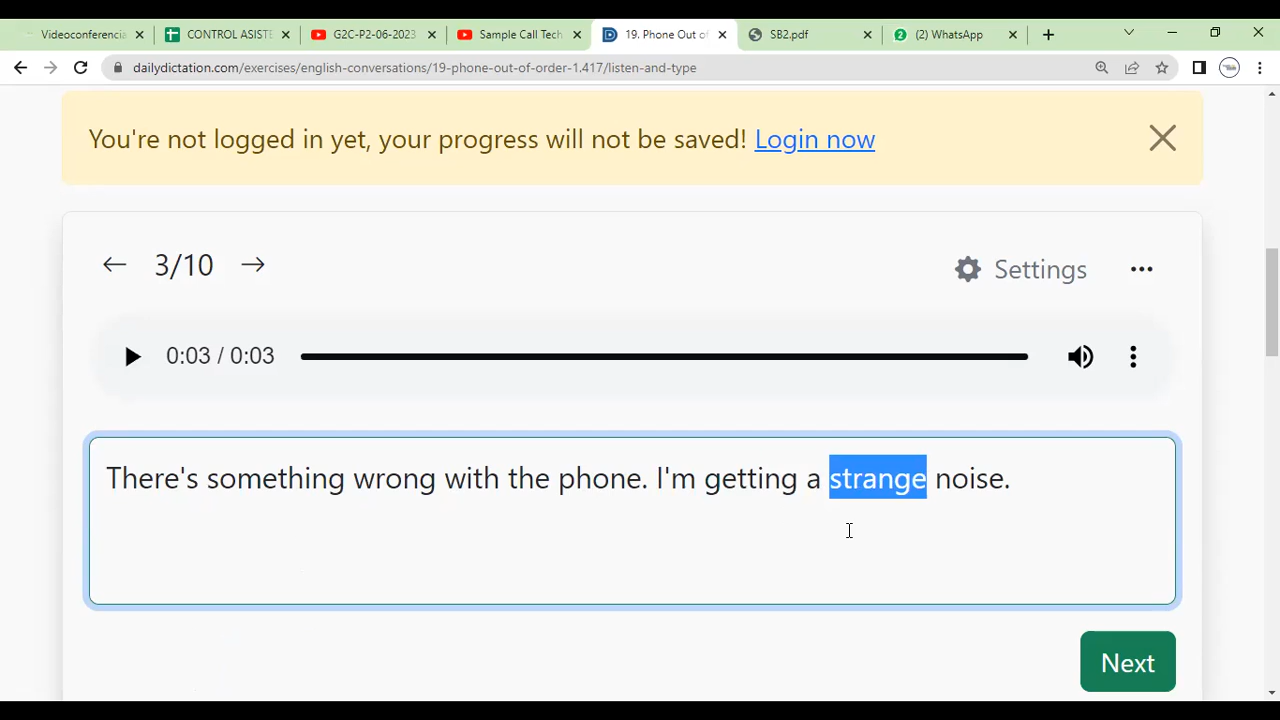 Videoconferencia
CONTROL ASISTE
G2C-P2-06-2023
Sample Call Tech
19. Phone Out of
SB2.pdf
(2) WhatsApp
dailydictation.com/exercises/english-conversations/19-phone-out-of-order-1.417/listen-and-type
You're not logged in yet, your progress will not be saved! Login now
3/10
Settings
0:03 / 0:03
There's something wrong with the phone. I'm getting a strange noise.
Next